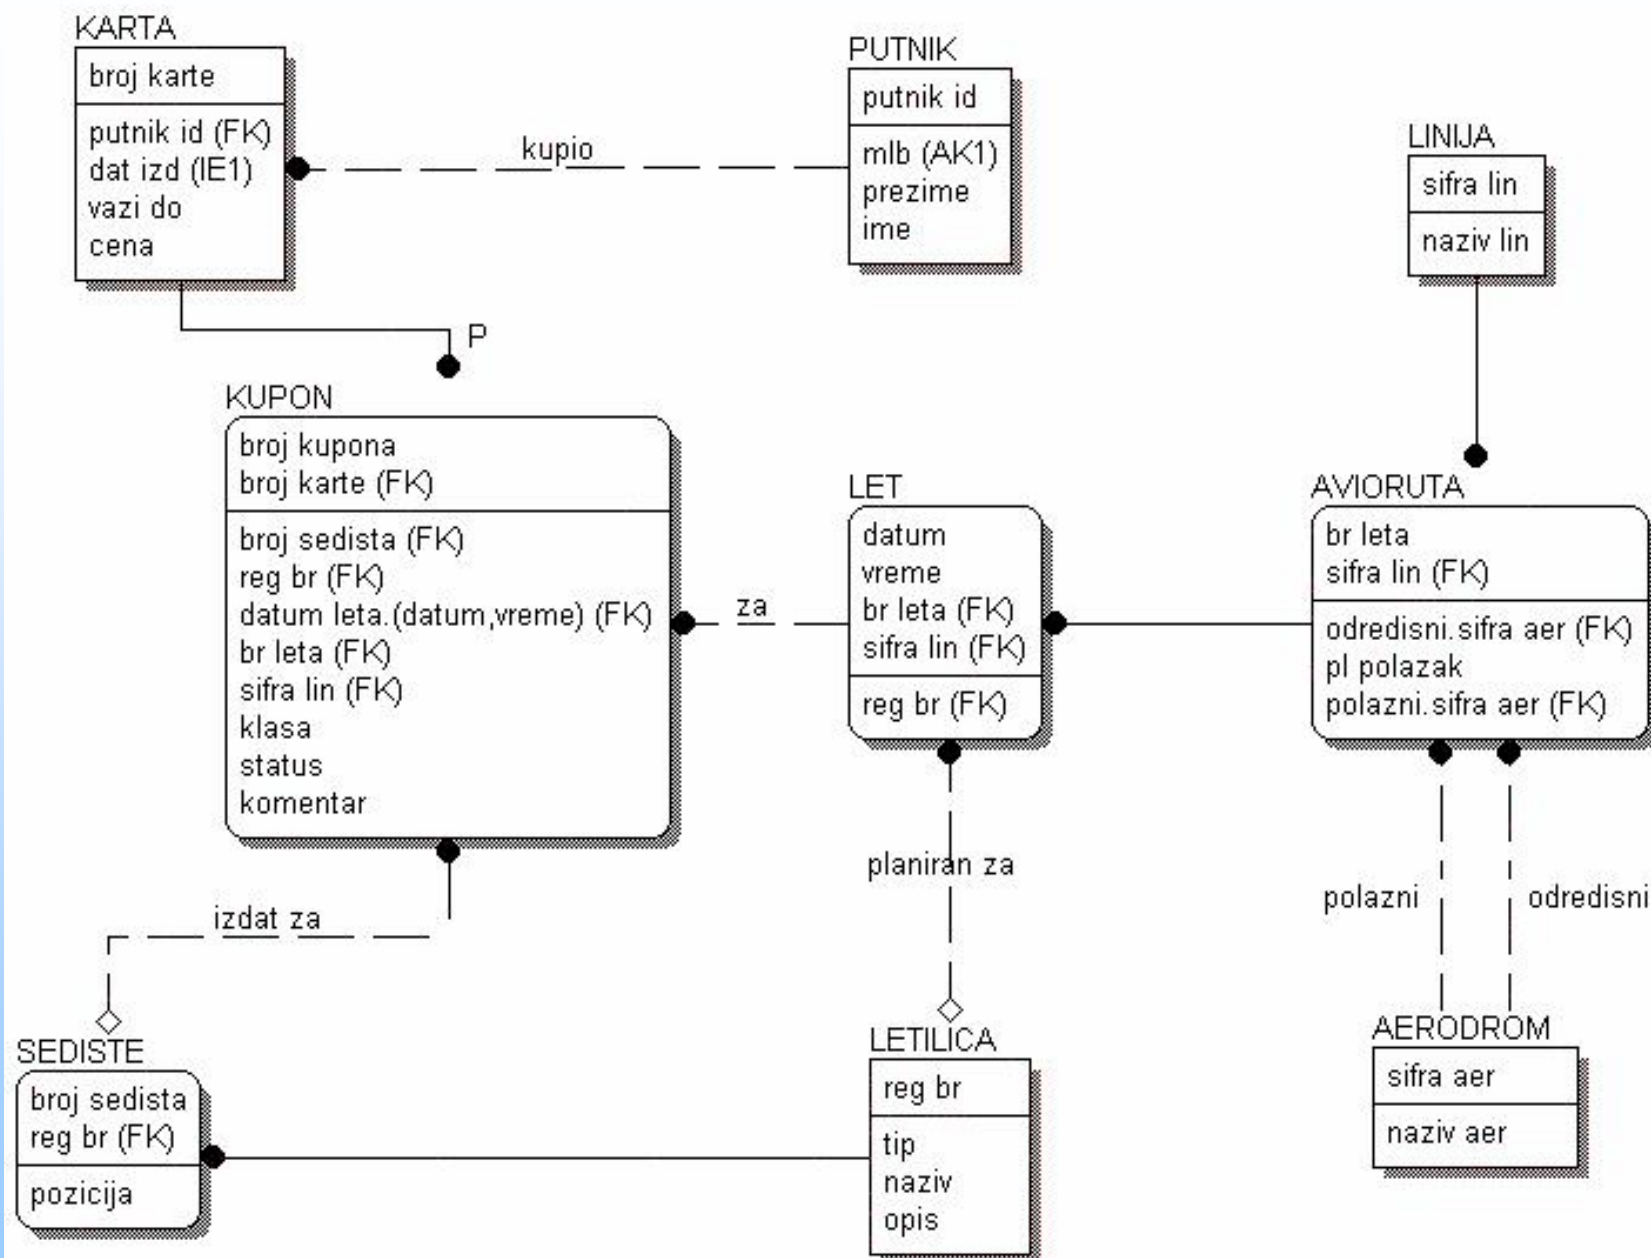 KARTA
broj karte
putnik id (FK)
dat izd (IE1)
vazi do
cena
kupio
PUTNIK
putnik id
mlb (AK1)
prezime
ime
LINIJA
sifra lin
naziv lin
P
KUPON
broj kupona
broj karte (FK)
broj sedista (FK)
reg br (FK)
datum leta.(datum,vreme) (FK)
br leta (FK)
sifra lin (FK)
klasa
status
komentar
za
LET
datum
vreme
br leta (FK)
sifra lin (FK)
reg br (FK)
AVIORUTA
br leta
sifra lin (FK)
odredisni.sifra aer (FK)
pl polazak
polazni.sifra aer (FK)
izdat za
planiran za
polazni
odredisni
SEDISTE
broj sedista
reg br (FK)
pozicija
LETILICA
reg br
tip
naziv
opis
AERODROM
sifra aer
naziv aer